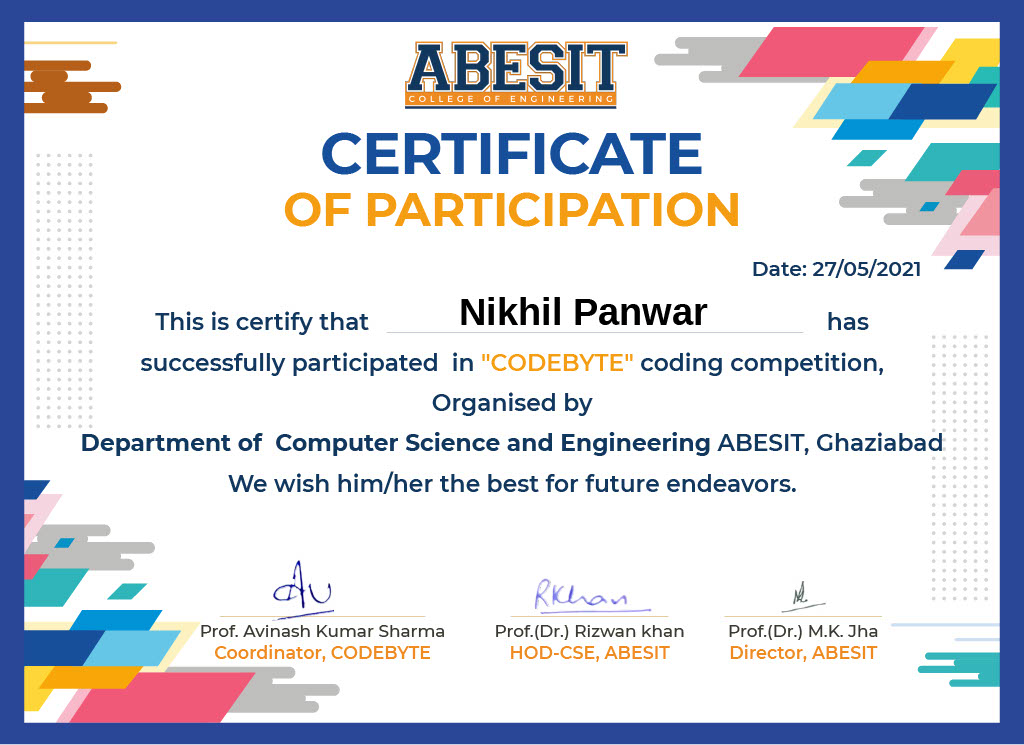 ABESIT
COLLEGE OF ENGINEERING
CERTIFICATE
OF PARTICIPATION
Date: 27/05/2021
This is certify that Nikhil Panwar has
successfully participated in "CODEBYTE" coding competition,
Organised by
Department of Computer Science and Engineering ABESIT, Ghaziabad
We wish him/her the best for future endeavors.
RKhan
Prof. Avinash Kumar Sharma Prof.(Dr.) Rizwan khan Prof.(Dr.) M.K. Jha
Coordinator, CODEBYTE HOD-CSE, ABESIT Director, ABESIT